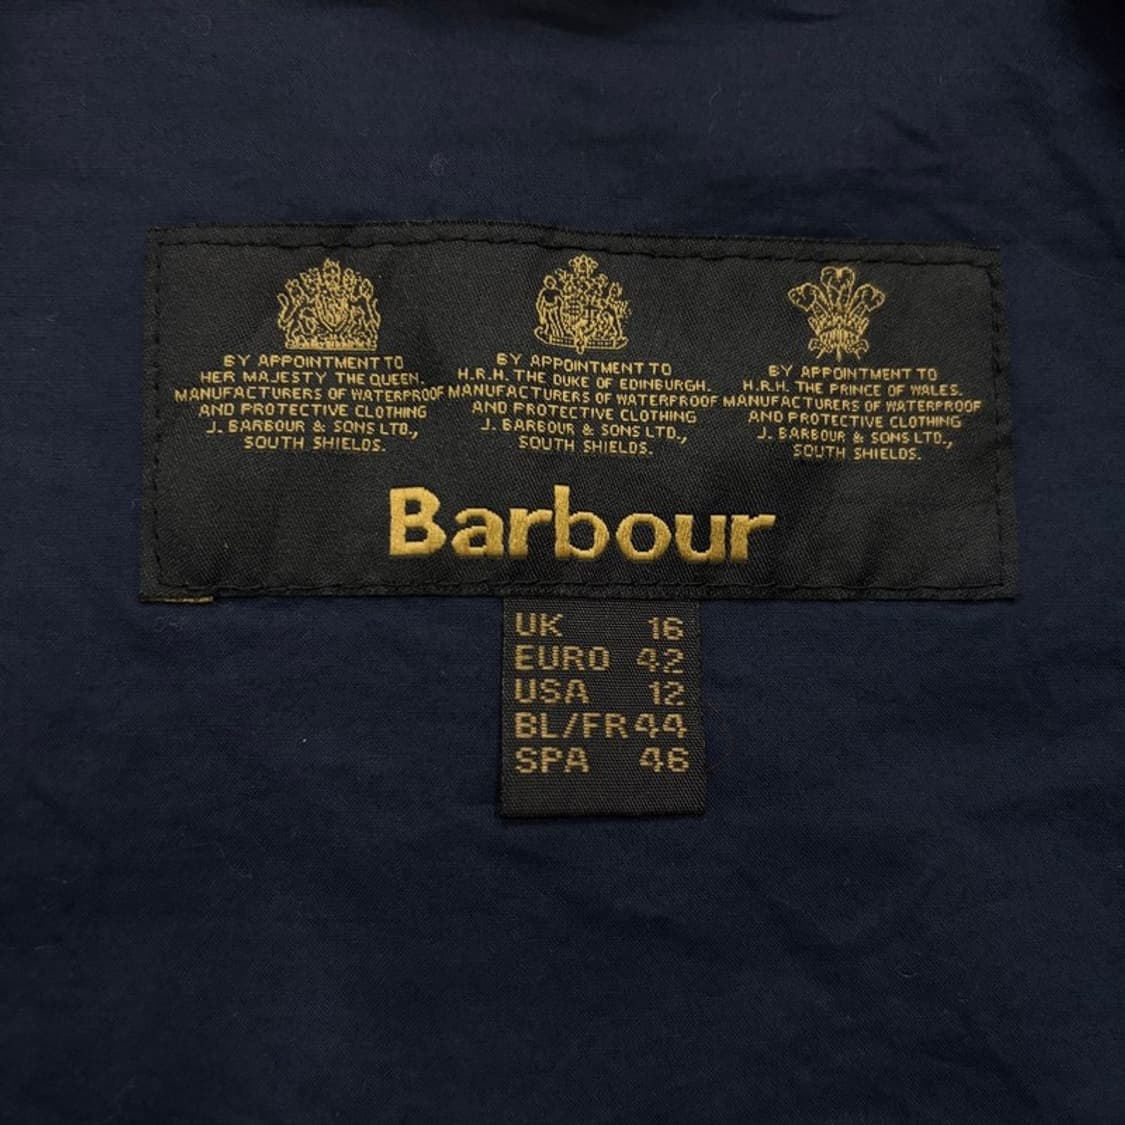 BY APPOINTMENT TO
HER MAJESTY THE QUEEN.
MANUFACTURERS OF WATERPROOF
AND PROTECTIVE CLOTHING
J. BARBOUR & SONS LTD.,
SOUTH SHIELDS.
BY APPOINTMENT TO
H.R.H. THE DUKE OF EDINBURGH.
MANUFACTURERS OF WATERPROOF
AND PROTECTIVE CLOTHING
J. BARBOUR & SONS LTD.,
SOUTH SHIELDS.
BY APPOINTMENT TO
H.R.H. THE PRINCE OF WALES.
MANUFACTURERS OF WATERPROOF
AND PROTECTIVE CLOTHING
J. BARBOUR & SONS LTD.,
SOUTH SHIELDS.
Barbour
UK 16
EURO 42
USA 12
BL/FR 44
SPA 46